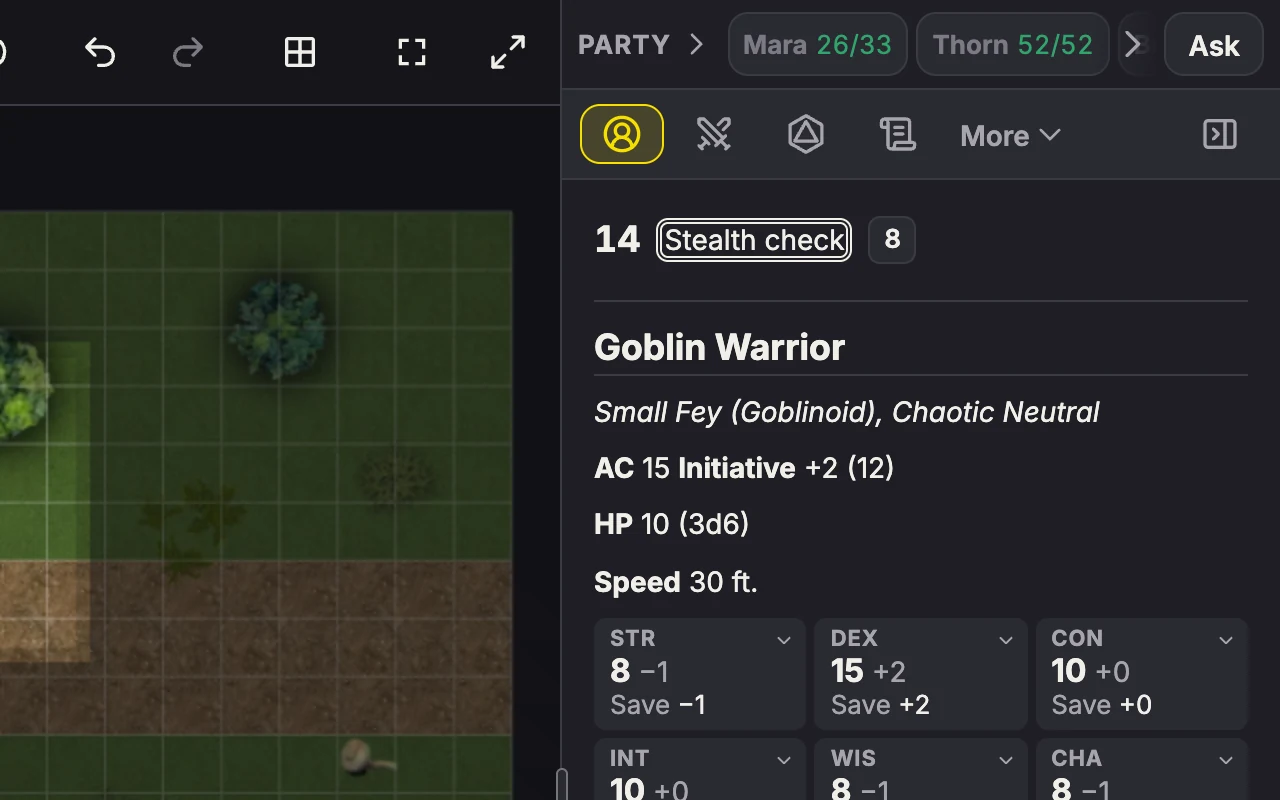 PARTY Mara 26/33 Thorn 52/52 Ask
More
14 Stealth check 8
Goblin Warrior
Small Fey (Goblinoid), Chaotic Neutral
AC 15 Initiative +2 (12)
HP 10 (3d6)
Speed 30 ft.
STR DEX CON
8 −1 15 +2 10 +0
Save −1 Save +2 Save +0
INT WIS CHA
10 +0 8 −1 8 −1